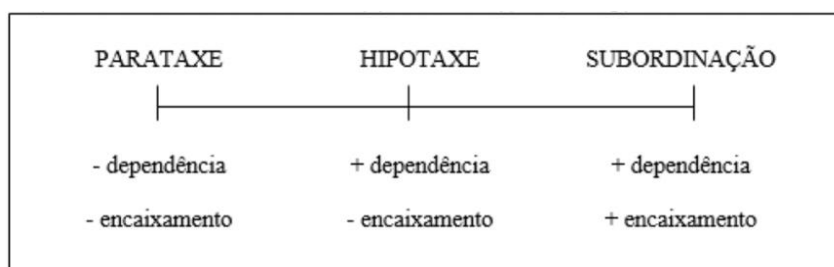 PARATAXE HIPOTAXE SUBORDINAÇÃO
- dependência + dependência + dependência
- encaixamento - encaixamento + encaixamento